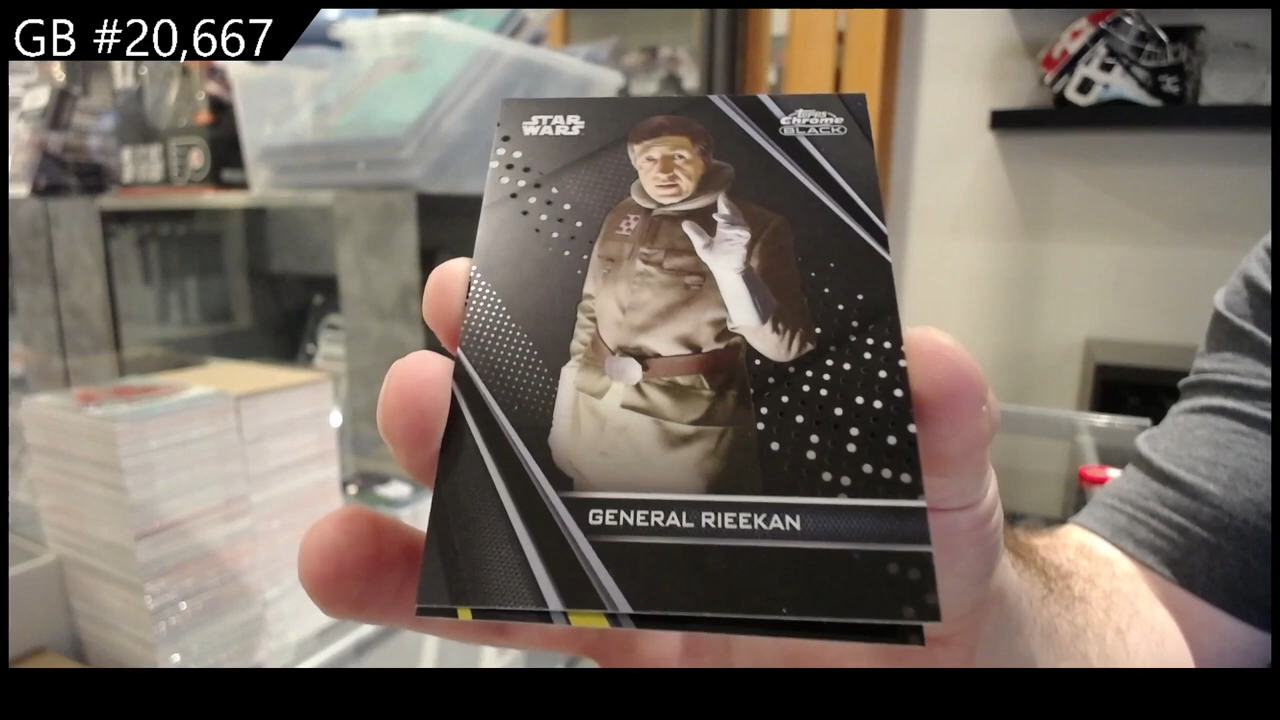 GB #20,667
STAR
WARS
Topps
Chrome
BLACK
GENERAL RIEEKAN